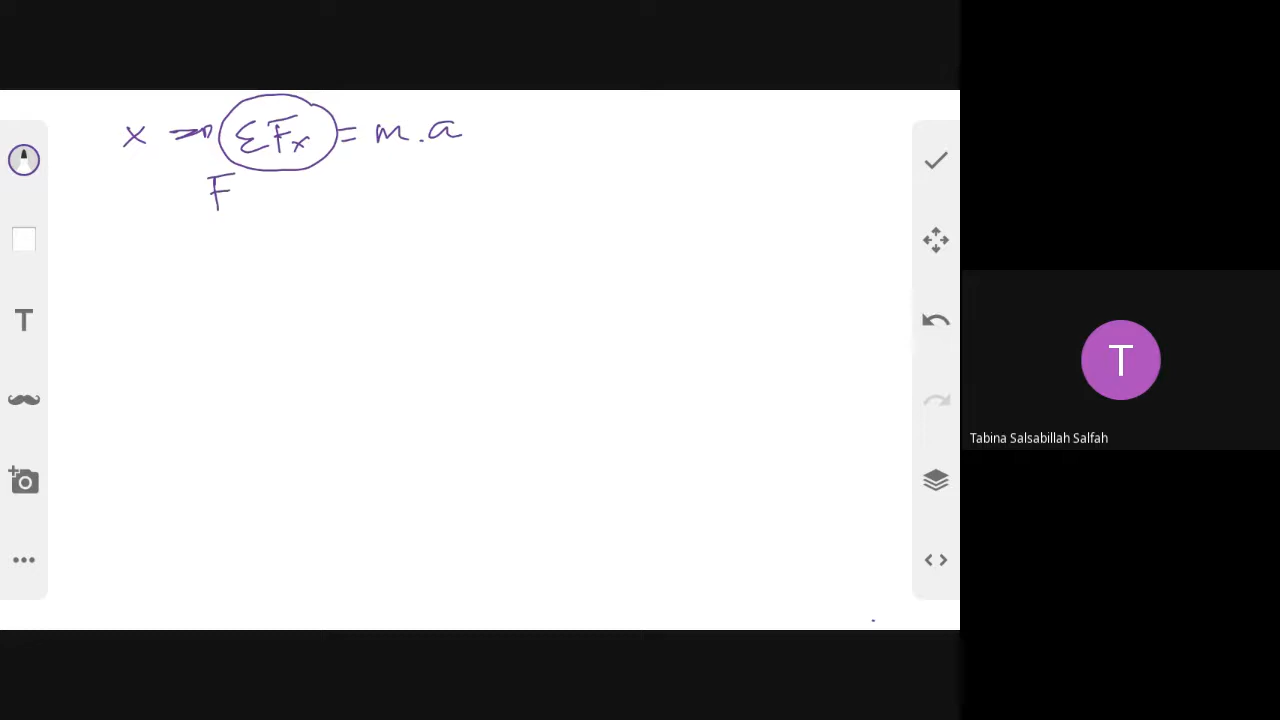 x → ΣFx = m.a
F
T
T
Tabina Salsabillah Salfah